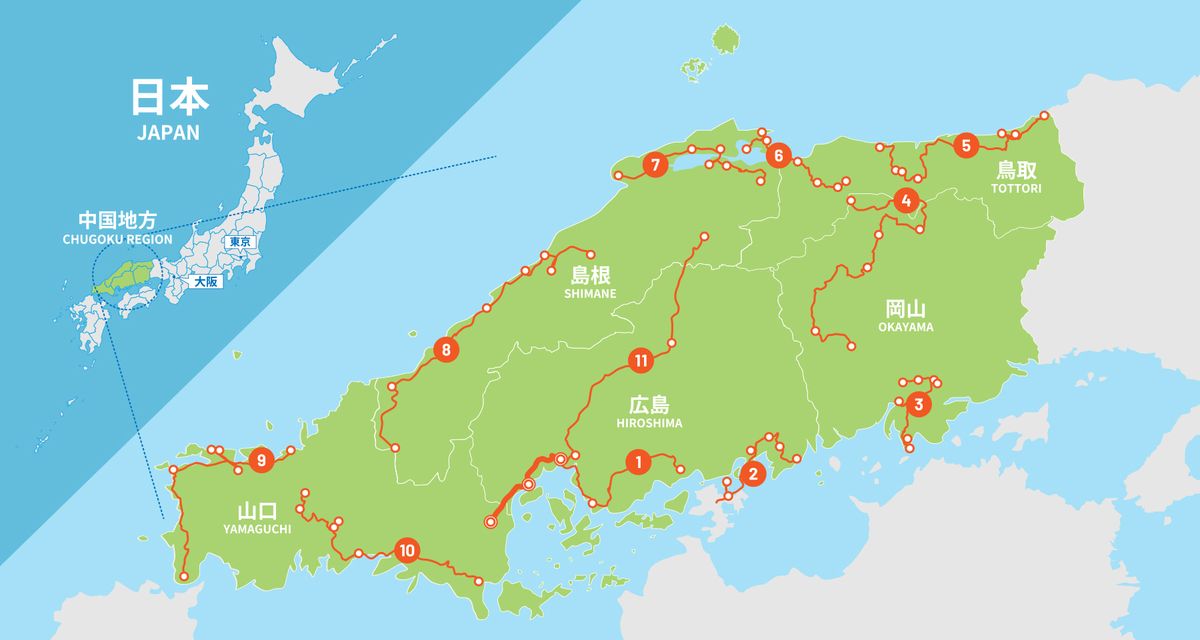 日本
JAPAN
中国地方
CHUGOKU REGION
東京
大阪
7
6
5
鳥取
TOTTORI
4
島根
SHIMANE
岡山
OKAYAMA
8
11
広島
HIROSHIMA
3
9
1
2
山口
YAMAGUCHI
10